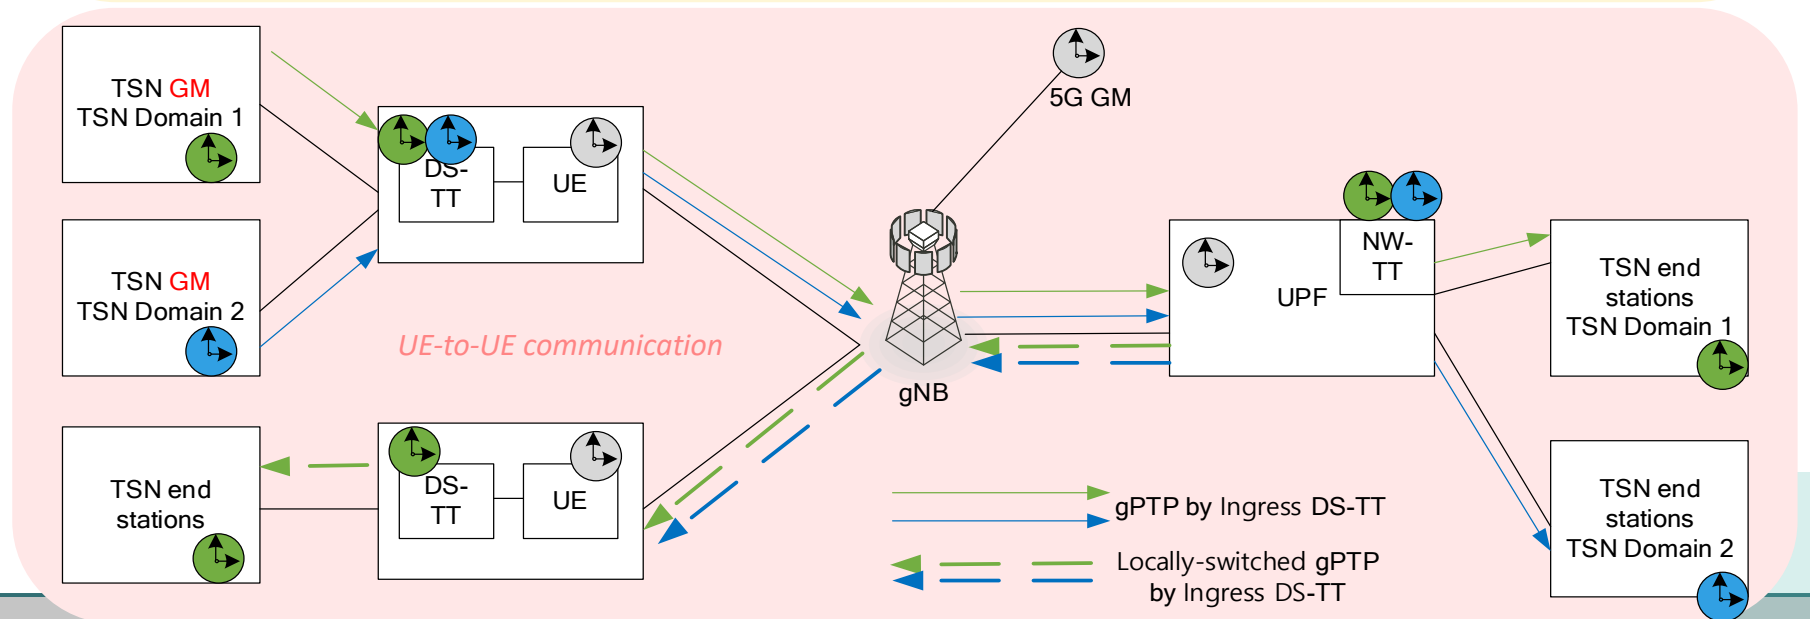 TSN GM
TSN Domain 1
DS-
TT
UE
5G GM
TSN GM
TSN Domain 2
UE-to-UE communication
gNB
NW-
TT
UPF
TSN end
stations
TSN Domain 1
TSN end
stations
DS-
TT
UE
gPTP by Ingress DS-TT
Locally-switched gPTP
by Ingress DS-TT
TSN end
stations
TSN Domain 2